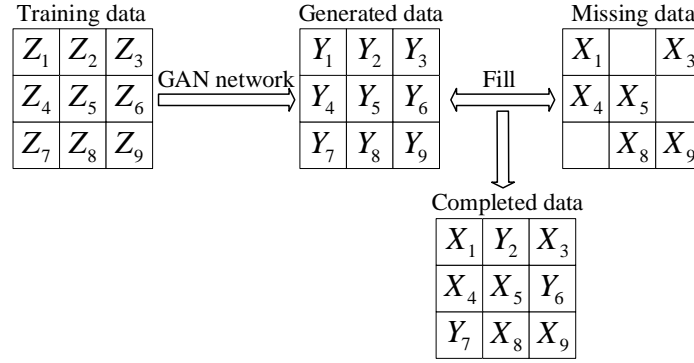 Training data
Generated data
Missing data
Z₁ Z₂ Z₃
Y₁ Y₂ Y₃
X₁ X₃
GAN network
Fill
Z₄ Z₅ Z₆
Y₄ Y₅ Y₆
X₄ X₅
Z₇ Z₈ Z₉
Y₇ Y₈ Y₉
X₈ X₉
Completed data
X₁ Y₂ X₃
X₄ X₅ Y₆
Y₇ X₈ X₉